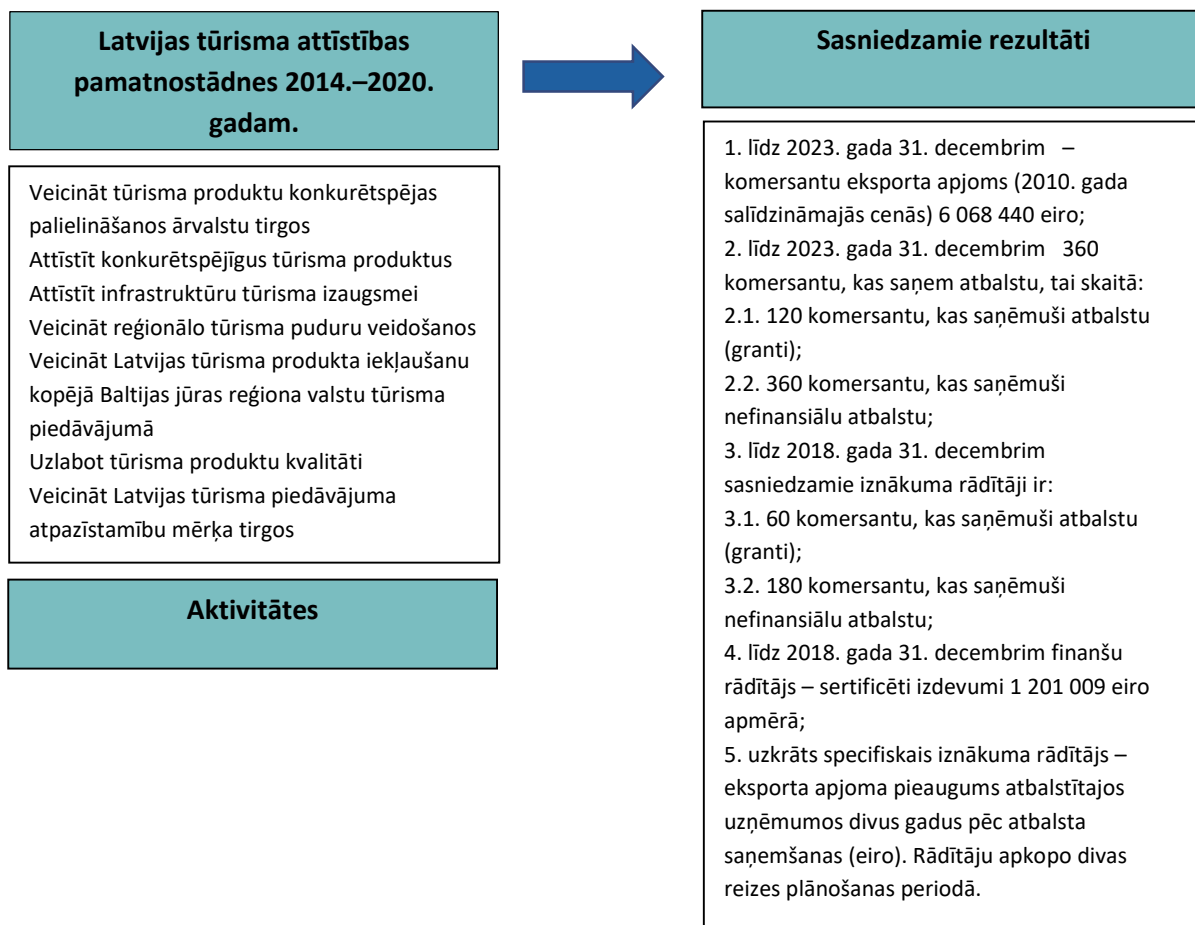 Latvijas tūrisma attīstības
pamatnostādnes 2014.–2020.
gadam.
Veicināt tūrisma produktu konkurētspējas
palielināšanos ārvalstu tirgos
Attīstīt konkurētspējīgus tūrisma produktus
Attīstīt infrastruktūru tūrisma izaugsmei
Veicināt reģionālo tūrisma puduru veidošanos
Veicināt Latvijas tūrisma produkta iekļaušanu
kopējā Baltijas jūras reģiona valstu tūrisma
piedāvājumā
Uzlabot tūrisma produktu kvalitāti
Veicināt Latvijas tūrisma piedāvājuma
atpazīstamību mērķa tirgos
Aktivitātes
Sasniedzamie rezultāti
1. līdz 2023. gada 31. decembrim –
komersantu eksporta apjoms (2010. gada
salīdzināmajās cenās) 6 068 440 eiro;
2. līdz 2023. gada 31. decembrim 360
komersantu, kas saņem atbalstu, tai skaitā:
2.1. 120 komersantu, kas saņēmuši atbalstu
(granti);
2.2. 360 komersantu, kas saņēmuši
nefinansiālu atbalstu;
3. līdz 2018. gada 31. decembrim
sasniedzamie iznākuma rādītāji ir:
3.1. 60 komersantu, kas saņēmuši atbalstu
(granti);
3.2. 180 komersantu, kas saņēmuši
nefinansiālu atbalstu;
4. līdz 2018. gada 31. decembrim finanšu
rādītājs – sertificēti izdevumi 1 201 009 eiro
apmērā;
5. uzkrāts specifiskais iznākuma rādītājs –
eksporta apjoma pieaugums atbalstītajos
uzņēmumos divus gadus pēc atbalsta
saņemšanas (eiro). Rādītāju apkopo divas
reizes plānošanas periodā.